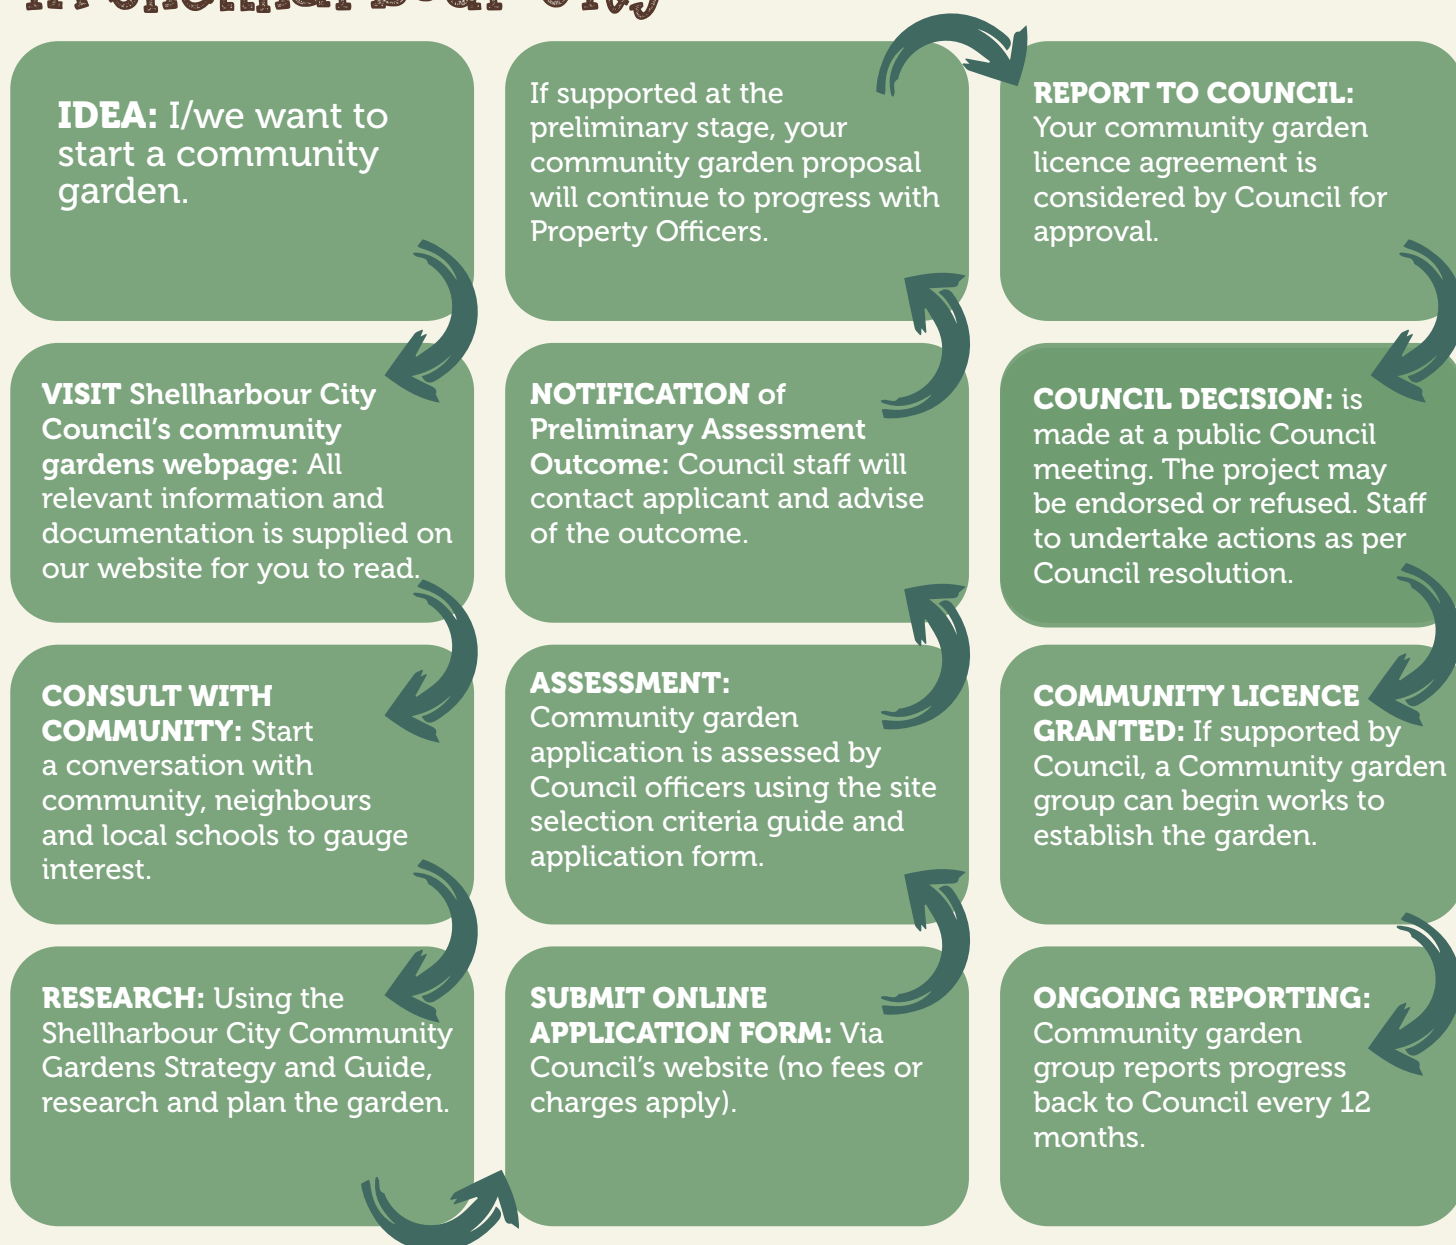 in Shellharbour City
IDEA: I/we want to
start a community
garden.
VISIT Shellharbour City
Council's community
gardens webpage: All
relevant information and
documentation is supplied on
our website for you to read.
CONSULT WITH
COMMUNITY: Start
a conversation with
community, neighbours
and local schools to gauge
interest.
RESEARCH: Using the
Shellharbour City Community
Gardens Strategy and Guide,
research and plan the garden.
SUBMIT ONLINE
APPLICATION FORM: Via
Council's website (no fees or
charges apply).
ASSESSMENT:
Community garden
application is assessed by
Council officers using the site
selection criteria guide and
application form.
NOTIFICATION of
Preliminary Assessment
Outcome: Council staff will
contact applicant and advise
of the outcome.
If supported at the
preliminary stage, your
community garden proposal
will continue to progress with
Property Officers.
REPORT TO COUNCIL:
Your community garden
licence agreement is
considered by Council for
approval.
COUNCIL DECISION: is
made at a public Council
meeting. The project may
be endorsed or refused. Staff
to undertake actions as per
Council resolution.
COMMUNITY LICENCE
GRANTED: If supported by
Council, a Community garden
group can begin works to
establish the garden.
ONGOING REPORTING:
Community garden
group reports progress
back to Council every 12
months.